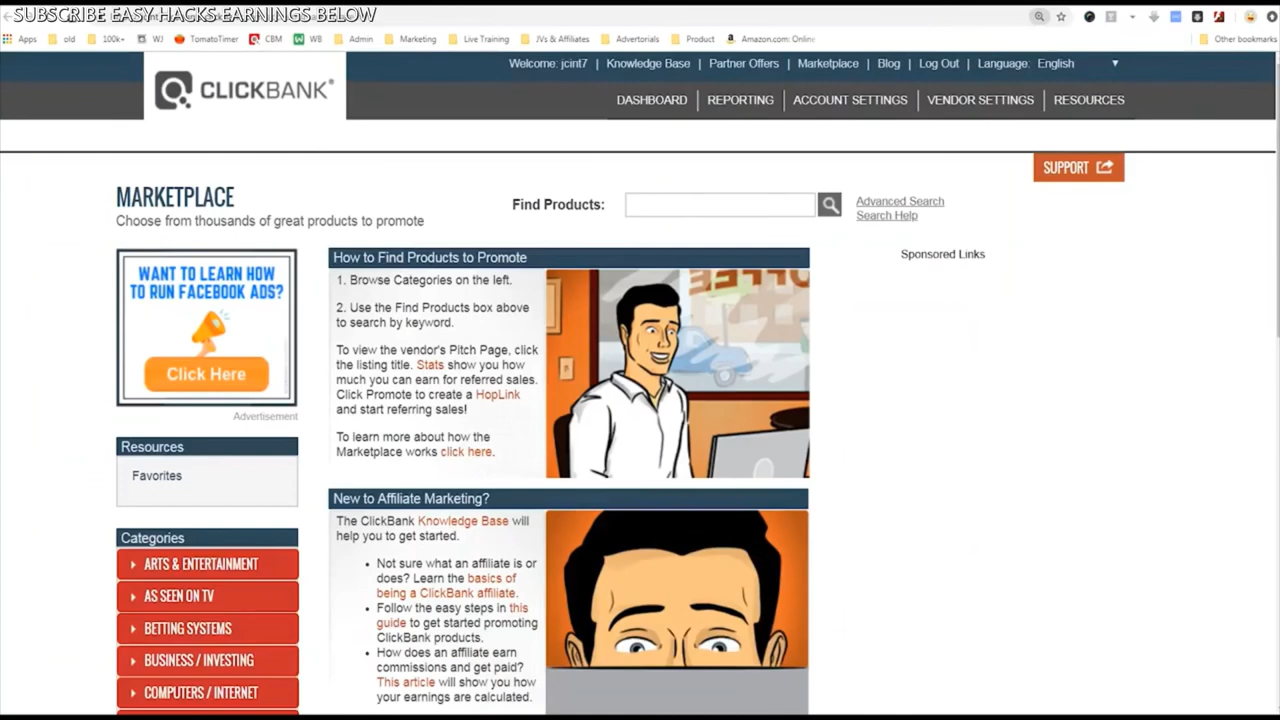 SUBSCRIBE EASY HACKS EARNINGS BELOW
Apps old 100k+ WJ TomatoTimer CBM WB Admin Marketing Live Training JVs & Affiliates Advertorials Product Amazon.com: Online Other bookmarks
Welcome: jcint7 | Knowledge Base | Partner Offers | Marketplace | Blog | Log Out | Language: English
CLICKBANK®
DASHBOARD | REPORTING | ACCOUNT SETTINGS | VENDOR SETTINGS | RESOURCES
SUPPORT
MARKETPLACE
Choose from thousands of great products to promote
Find Products:
Advanced Search
Search Help
WANT TO LEARN HOW
TO RUN FACEBOOK ADS?
Click Here
Advertisement
Resources
Favorites
Categories
ARTS & ENTERTAINMENT
AS SEEN ON TV
BETTING SYSTEMS
BUSINESS / INVESTING
COMPUTERS / INTERNET
How to Find Products to Promote
1. Browse Categories on the left.
2. Use the Find Products box above
to search by keyword.
To view the vendor's Pitch Page, click
the listing title. Stats show you how
much you can earn for referred sales.
Click Promote to create a HopLink
and start referring sales!
To learn more about how the
Marketplace works click here.
COFFEE
New to Affiliate Marketing?
The ClickBank Knowledge Base will
help you to get started.
• Not sure what an affiliate is or
does? Learn the basics of
being a ClickBank affiliate.
• Follow the easy steps in this
guide to get started promoting
ClickBank products.
• How does an affiliate earn
commissions and get paid?
This article will show you how
your earnings are calculated.
Sponsored Links